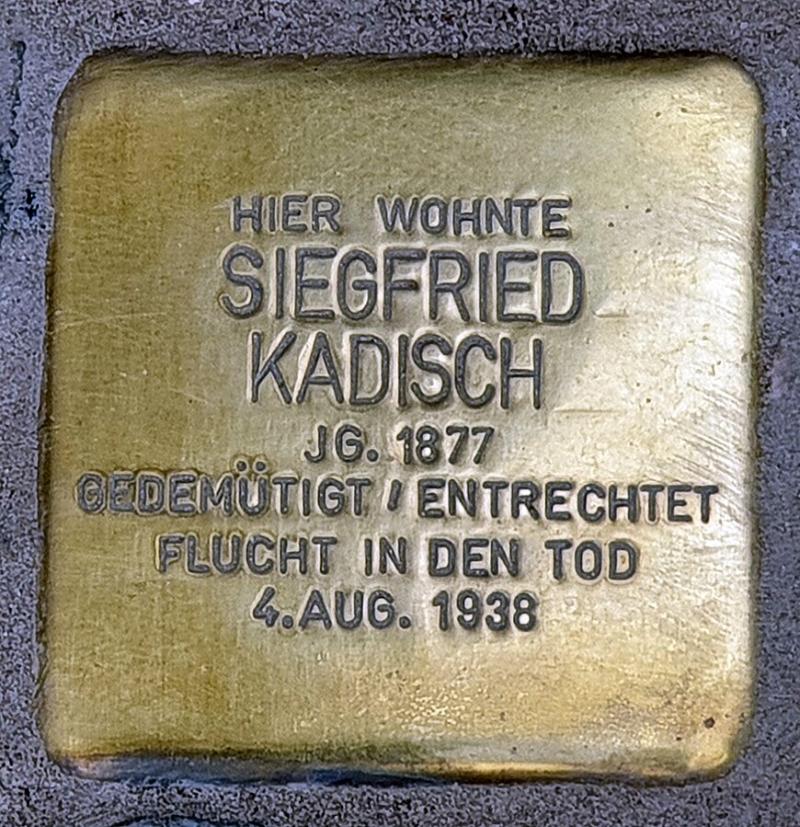 HIER WOHNTE
SIEGFRIED
KADISCH
JG. 1877
GEDEMÜTIGT / ENTRECHTET
FLUCHT IN DEN TOD
4. AUG. 1938